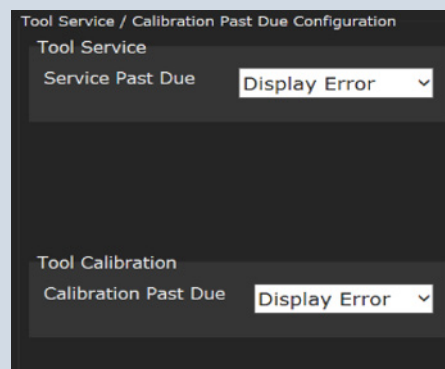 Tool Service / Calibration Past Due Configuration
Tool Service
Service Past Due Display Error
Tool Calibration
Calibration Past Due Display Error